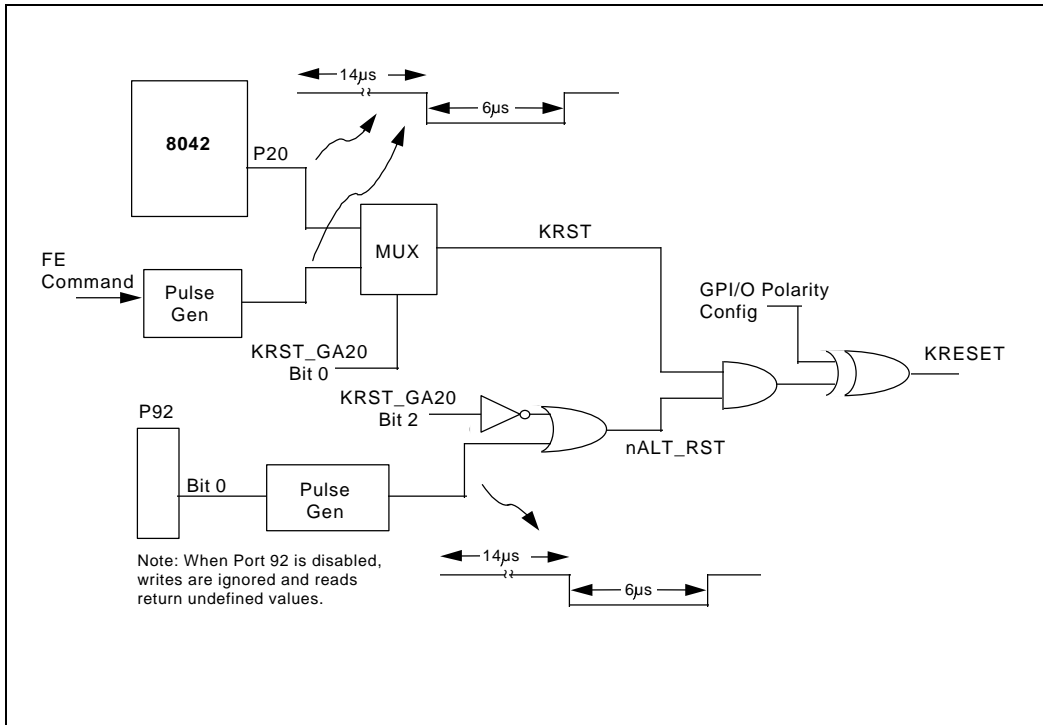 14µs
6µs
8042
P20
MUX
KRST
FE
Command
Pulse
Gen
GPI/O Polarity
Config
KRST_GA20
Bit 0
KRESET
KRST_GA20
Bit 2
P92
nALT_RST
Bit 0
Pulse
Gen
14µs
6µs
Note: When Port 92 is disabled,
writes are ignored and reads
return undefined values.